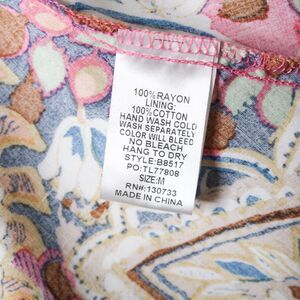 100%RAYON
LINING:
100%COTTON
HAND WASH COLD
WASH SEPARATELY
COLOR WILL BLEED
NO BLEACH
HANG TO DRY
STYLE:B8517
PO:TL77808
SIZE:M
RN#:130733
MADE IN CHINA